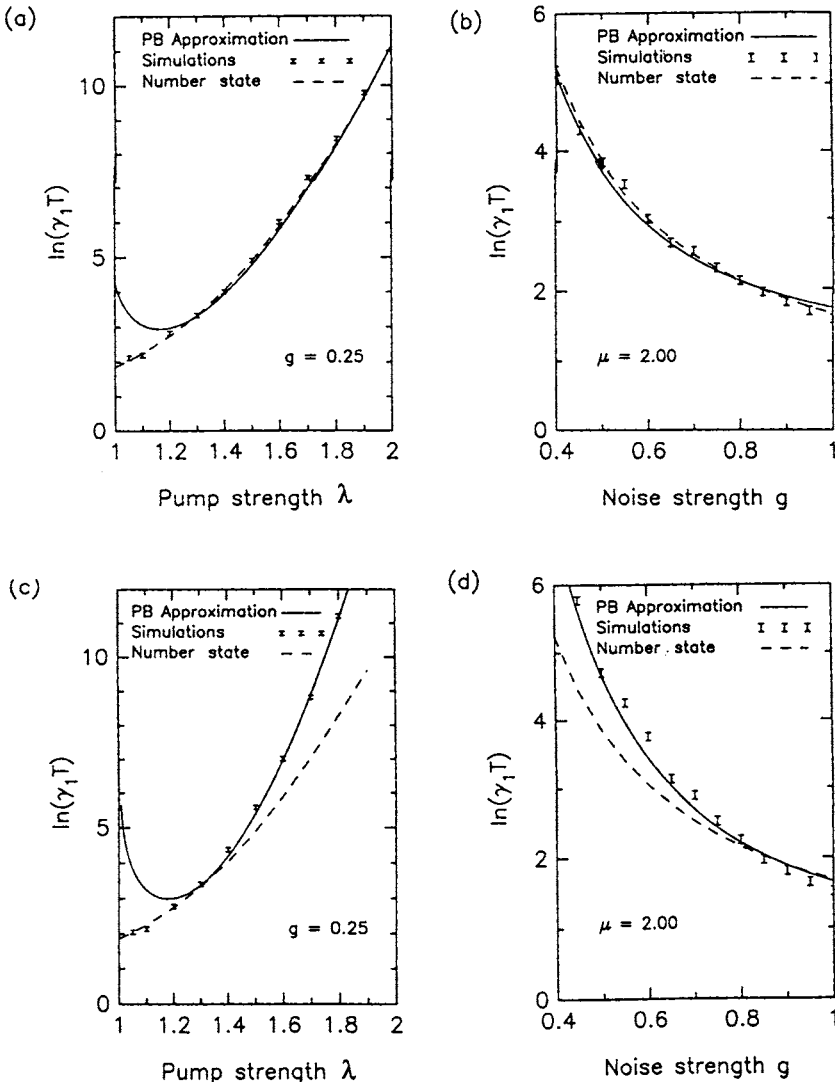 (a)
PB Approximation
Simulations
Number state
10
5
0
ln(γ₁T)
g = 0.25
1 1.2 1.4 1.6 1.8 2
Pump strength λ
(b)
PB Approximation
Simulations
Number state
6
4
2
0
ln(γ₁T)
μ = 2.00
0.4 0.6 0.8 1
Noise strength g
(c)
PB Approximation
Simulations
Number state
10
5
0
ln(γ₁T)
g = 0.25
1 1.2 1.4 1.6 1.8 2
Pump strength λ
(d)
PB Approximation
Simulations
Number state
6
4
2
0
ln(γ₁T)
μ = 2.00
0.4 0.6 0.8 1
Noise strength g